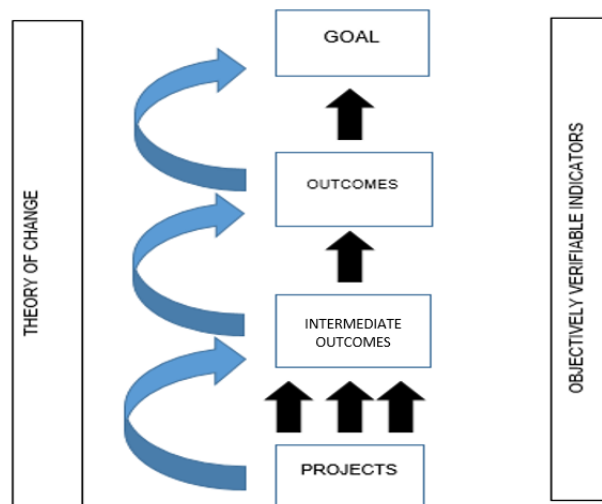 THEORY OF CHANGE
GOAL
OUTCOMES
INTERMEDIATE
OUTCOMES
PROJECTS
OBJECTIVELY VERIFIABLE INDICATORS